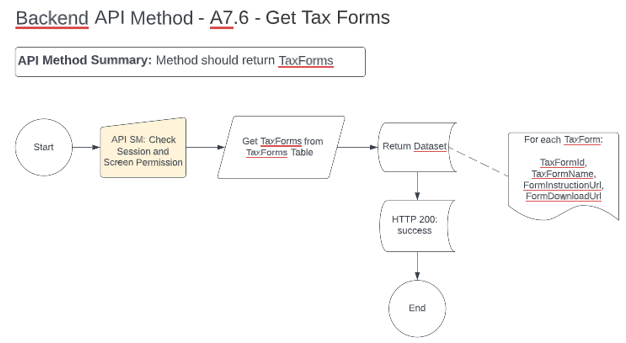 Backend API Method - A7.6 - Get Tax Forms
API Method Summary: Method should return TaxForms
Start
API SM: Check
Session and
Screen Permission
Get TaxForms from
TaxForms Table
Return Dataset
For each TaxForm:
TaxFormId,
TaxFormName,
FormInstructionUrl,
FormDownloadUrl
HTTP 200:
success
End